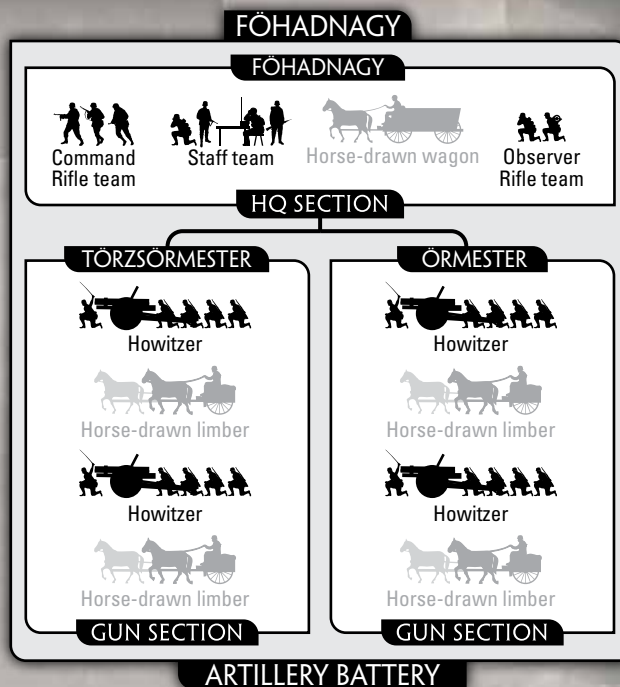 FÖHADNAGY
FÖHADNAGY
Command
Rifle team
Staff team
Horse-drawn wagon
Observer
Rifle team
HQ SECTION
TÖRZSÖRMESTER
Howitzer
Horse-drawn limber
Howitzer
Horse-drawn limber
GUN SECTION
ÖRMESTER
Howitzer
Horse-drawn limber
Howitzer
Horse-drawn limber
GUN SECTION
ARTILLERY BATTERY